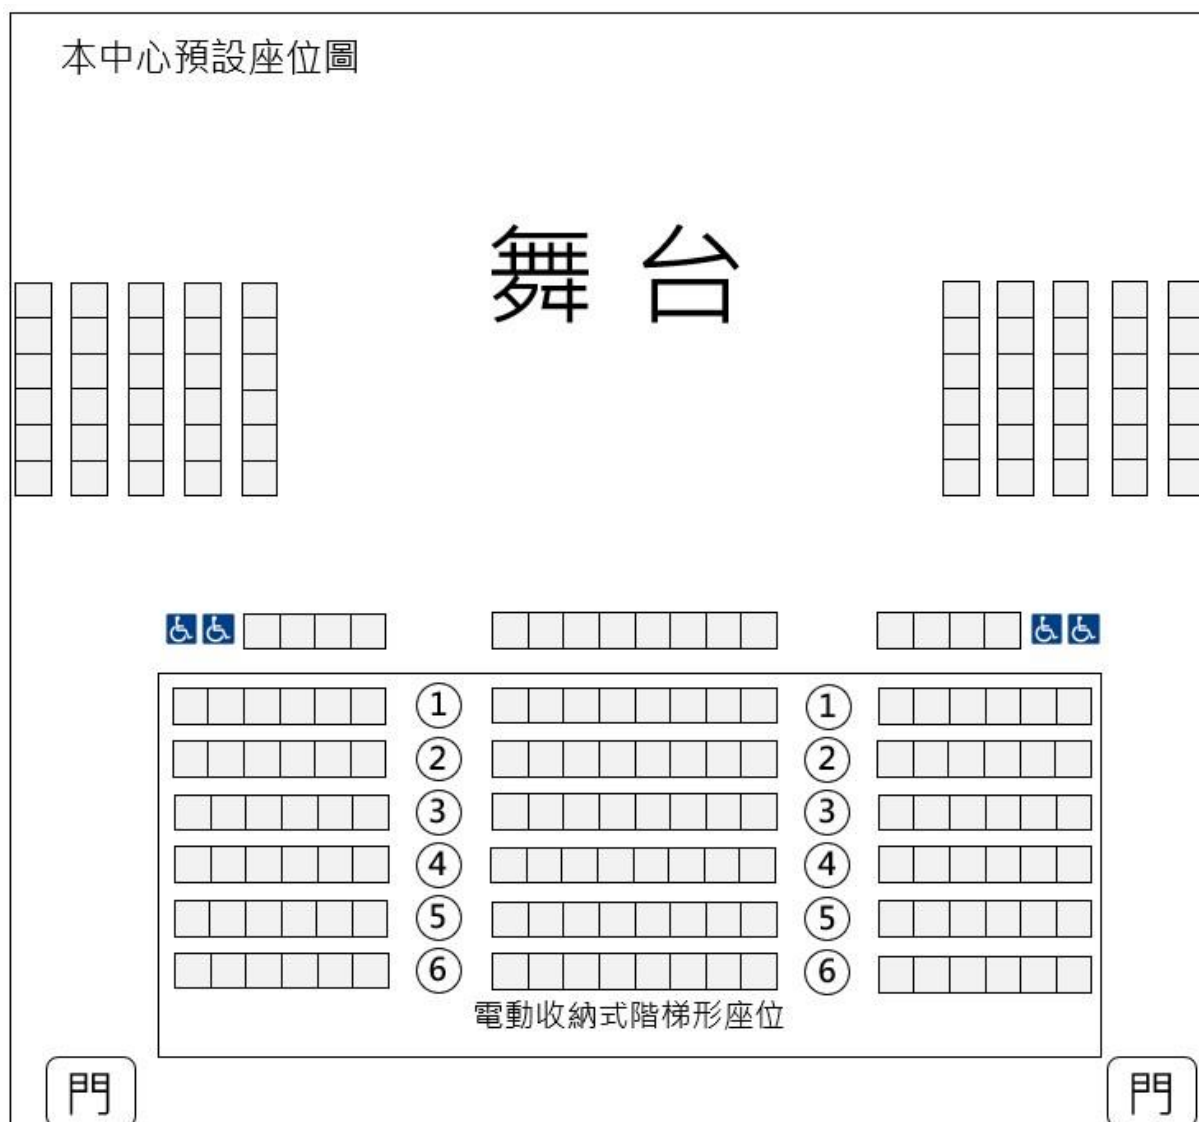 本中心預設座位圖
舞台
① ①
② ②
③ ③
④ ④
⑤ ⑤
⑥ ⑥
電動收納式階梯形座位
門 門